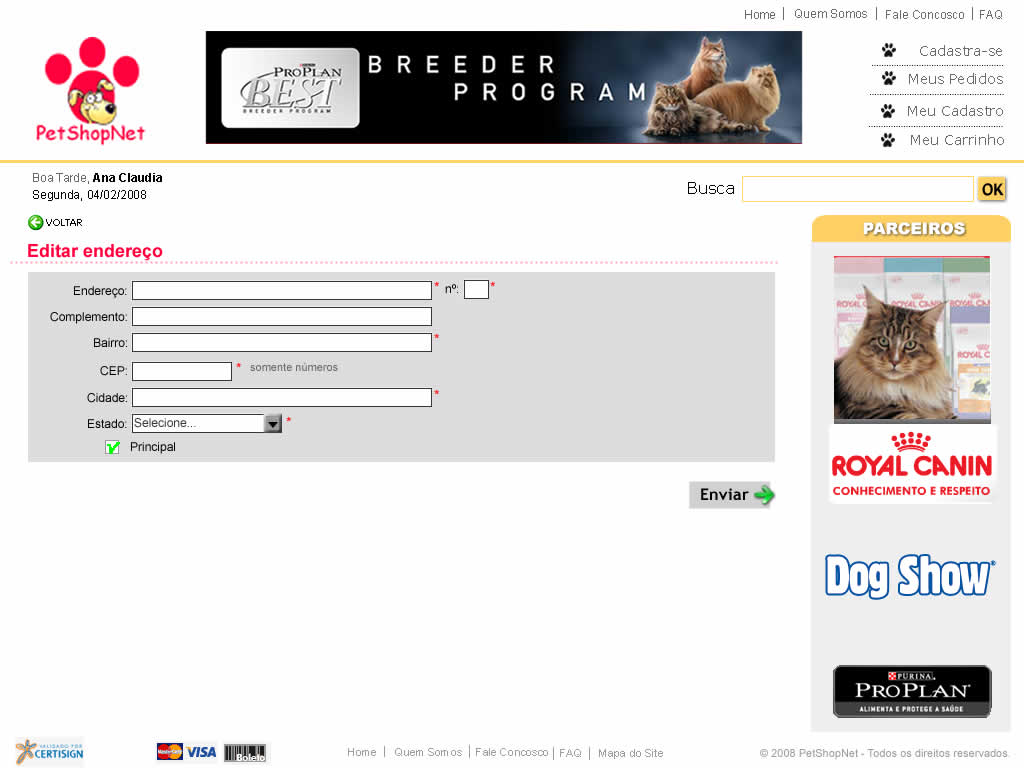 Home | Quem Somos | Fale Concosco | FAQ
PetShopNet
PROPLAN
BEST
BREEDER PROGRAM
BREEDER
PROGRAM
Cadastra-se
Meus Pedidos
Meu Cadastro
Meu Carrinho
Boa Tarde, Ana Claudia
Segunda, 04/02/2008
Busca OK
VOLTAR
Editar endereço
Endereço: * nº: *
Complemento:
Bairro: *
CEP: * somente números
Cidade: *
Estado: Selecione... *
Principal
Enviar
PARCEIROS
ROYAL CANIN
CONHECIMENTO E RESPEITO
Dog Show®
PURINA.
PROPLAN®
ALIMENTA E PROTEGE A SAÚDE
VALIDADO POR
CERTISIGN
MasterCard VISA Boleto
Home | Quem Somos | Fale Concosco | FAQ | Mapa do Site
© 2008 PetShopNet - Todos os direitos reservados.